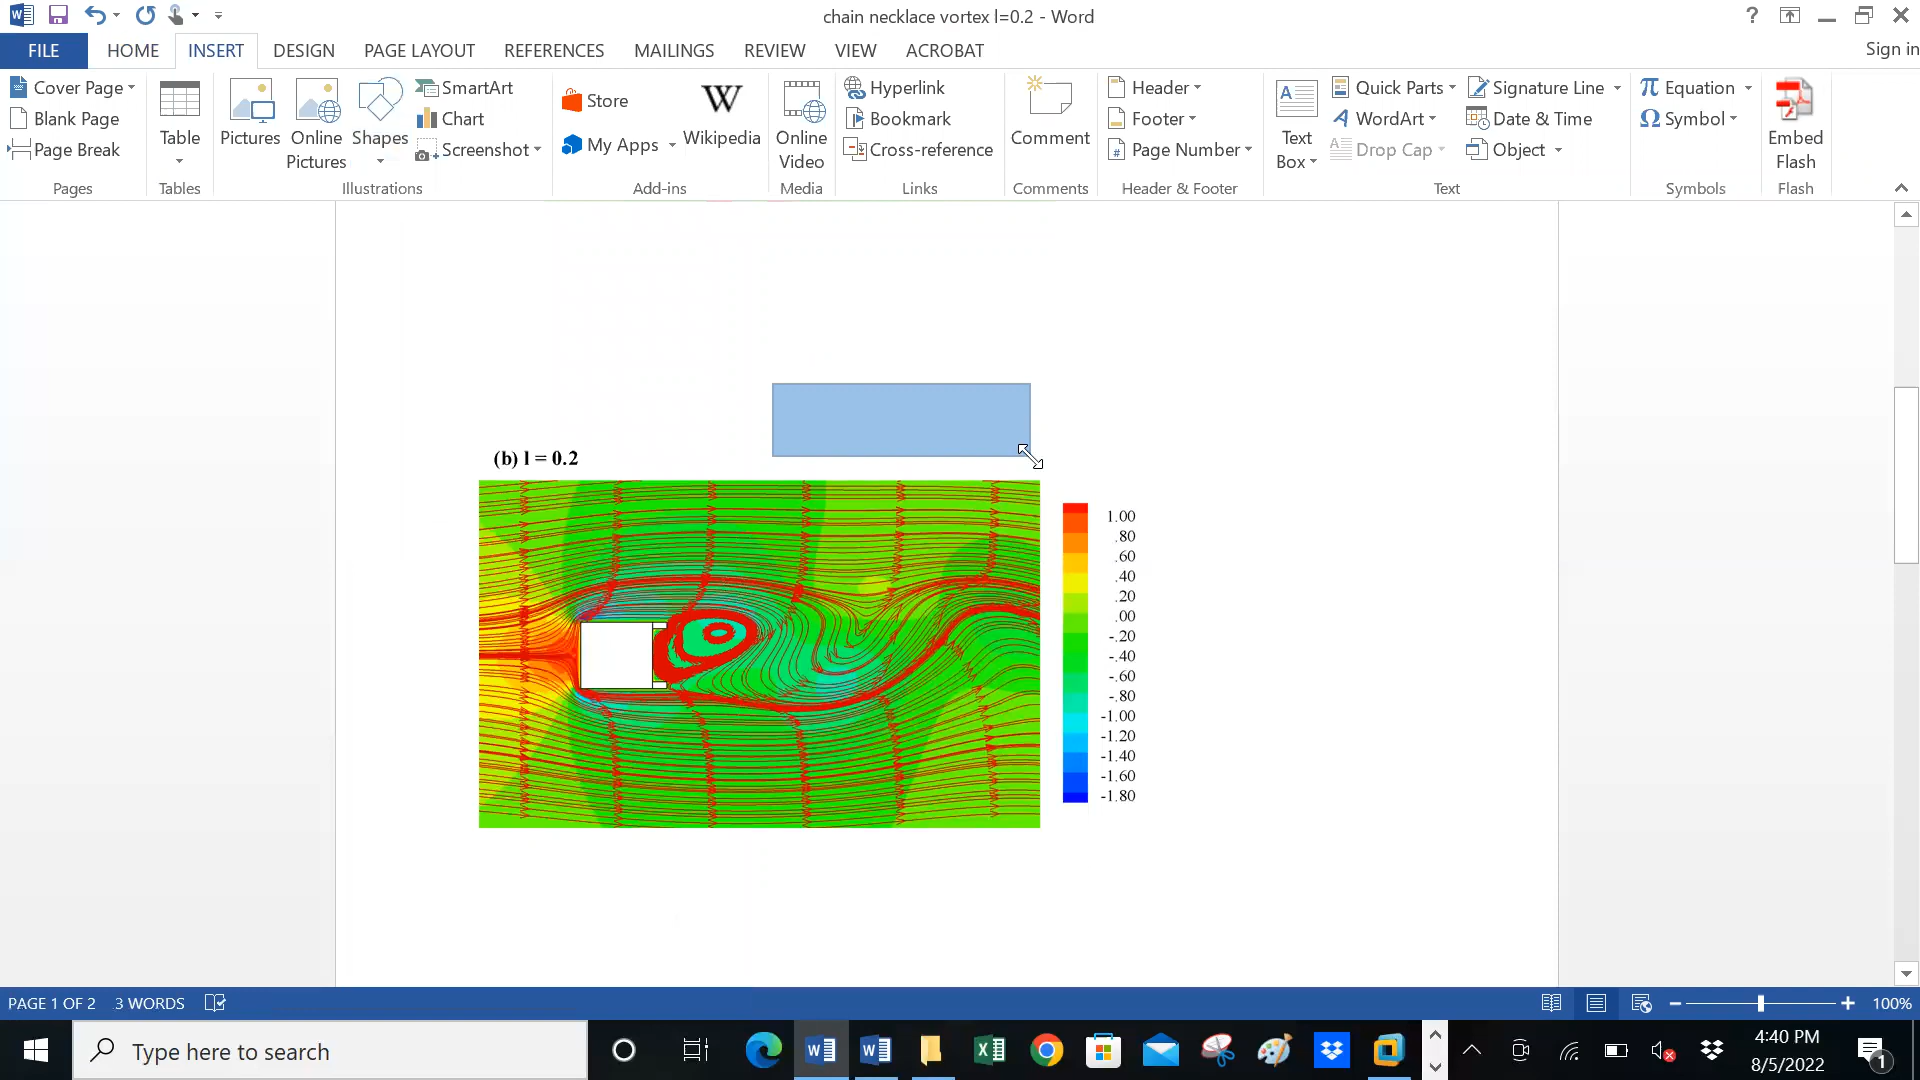 chain necklace vortex l=0.2 - Word
FILE HOME INSERT DESIGN PAGE LAYOUT REFERENCES MAILINGS REVIEW VIEW ACROBAT Sign in
Cover Page
Blank Page
Page Break
Pages
Table
Tables
Pictures
Online Pictures
Shapes
SmartArt
Chart
Screenshot
Illustrations
Store
My Apps
Wikipedia
Add-ins
Online Video
Media
Hyperlink
Bookmark
Cross-reference
Links
Comment
Comments
Header
Footer
Page Number
Header & Footer
Text Box
Quick Parts
WordArt
Drop Cap
Signature Line
Date & Time
Object
Text
Equation
Symbol
Symbols
Embed Flash
Flash
(b) l = 0.2
1.00
.80
.60
.40
.20
.00
-.20
-.40
-.60
-.80
-1.00
-1.20
-1.40
-1.60
-1.80
PAGE 1 OF 2 3 WORDS 100%
Type here to search
4:40 PM
8/5/2022
1